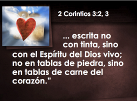 2 Corintios 3:2, 3
... escrita no
con tinta, sino
con el Espíritu del Dios vivo;
no en tablas de piedra, sino
en tablas de carne del
corazón."